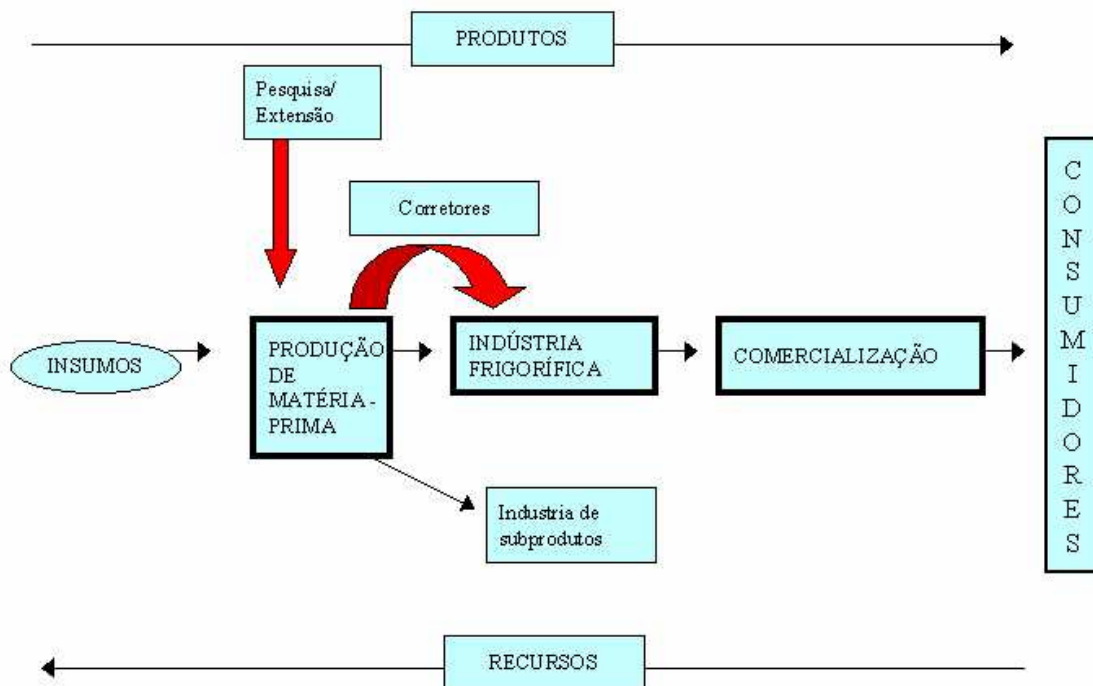 PRODUTOS
Pesquisa/
Extensão
Corretores
INSUMOS
PRODUÇÃO
DE
MATÉRIA -
PRIMA
INDÚSTRIA
FRIGORÍFICA
COMERCIALIZAÇÃO
C
O
N
S
U
M
I
D
O
R
E
S
Industria de
subprodutos
RECURSOS